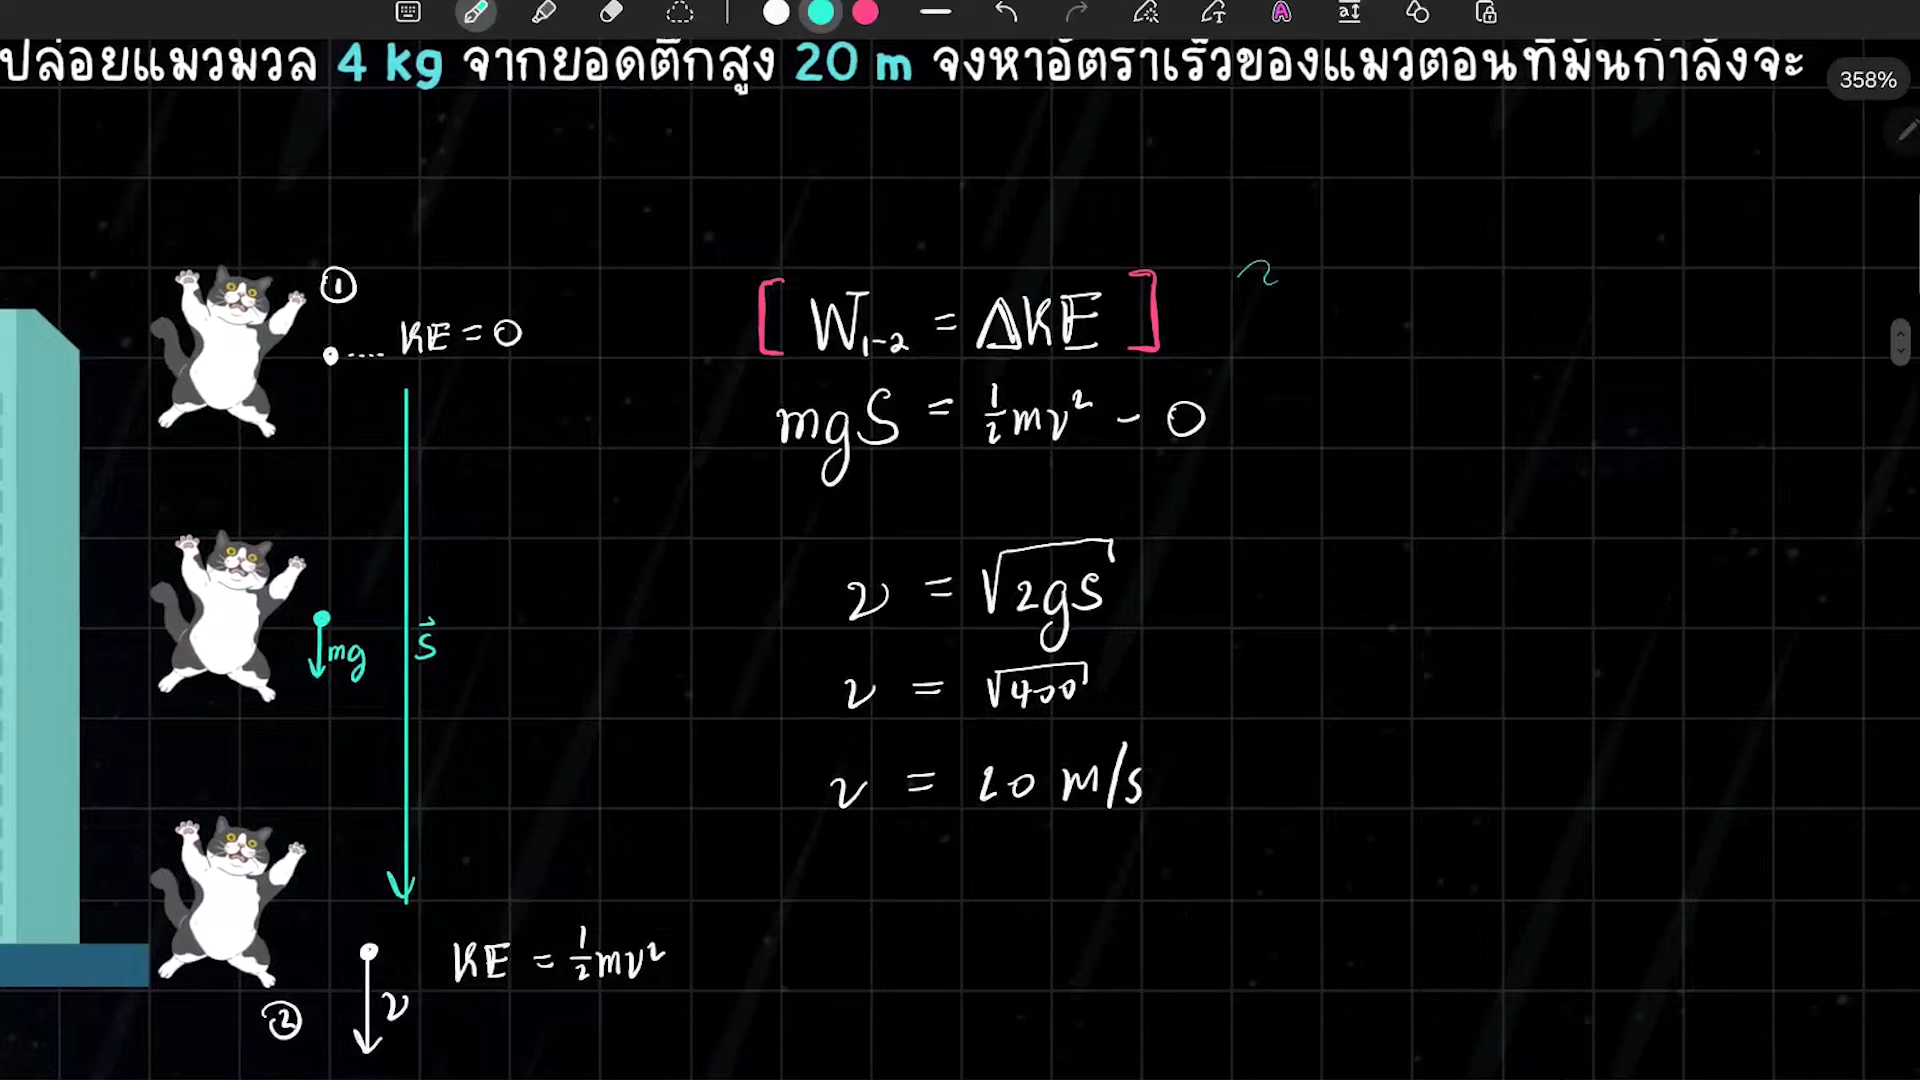 ปล่อยแมวมวล 4 kg จากยอดตึกสูง 20 m จงหาอัตราเร็วของแมวตอนที่มันกำลังจะ
358%
①
KE = 0
[ W₁₋₂ = ΔKE ]
mgS = ½mv² - 0
v = √2gS
mg
S⃗
v = √400
v = 20 m/s
KE = ½mv²
v
②